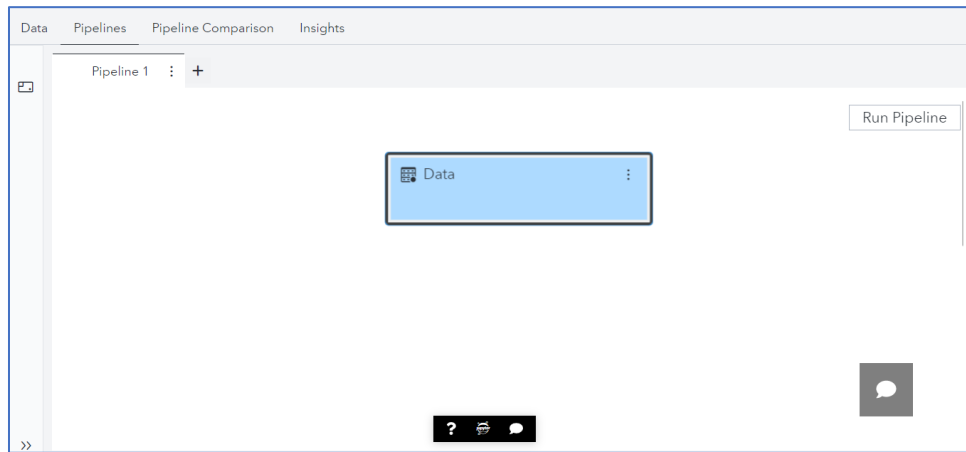 Data Pipelines Pipeline Comparison Insights
Pipeline 1 +
Run Pipeline
Data
?